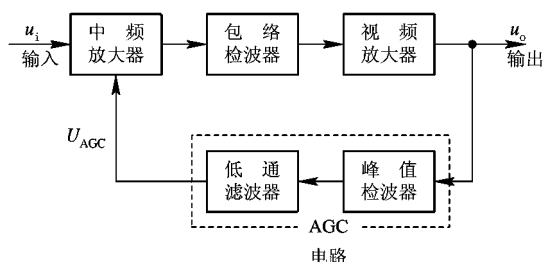 u_i
输入
中 频
放大器
包 络
检波器
视 频
放大器
u_o
输出
U_AGC
低 通
滤波器
峰 值
检波器
AGC
电路